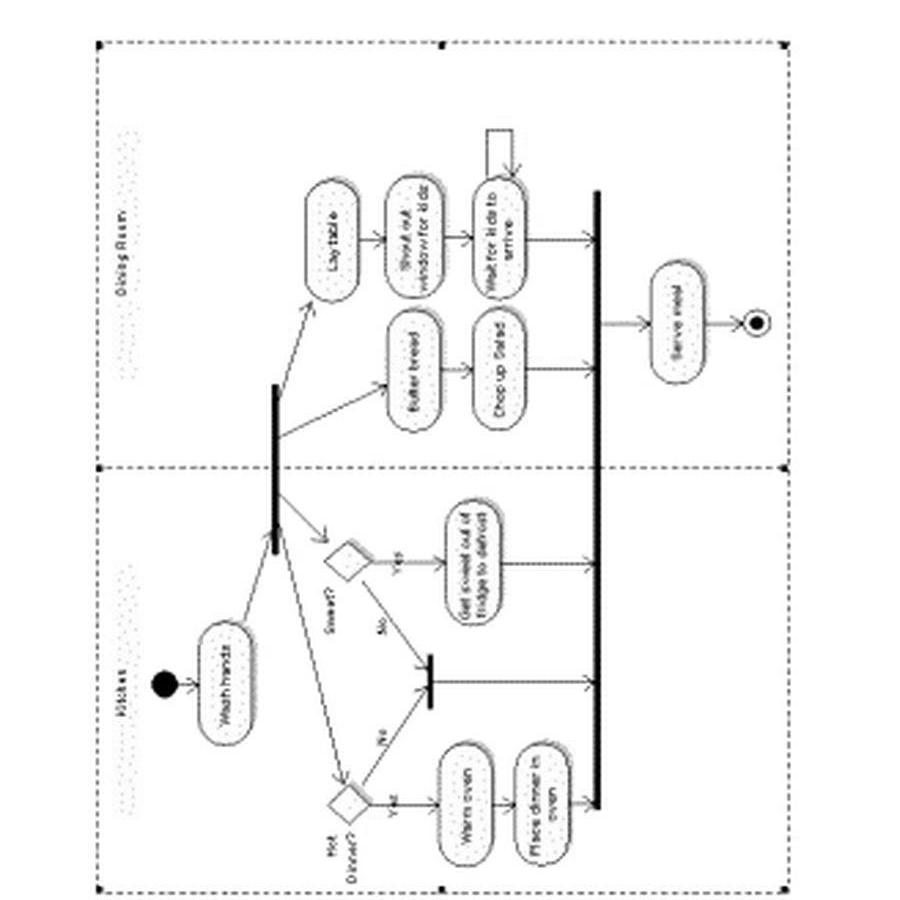 Kitchen
Dining Room
Wash hands
Hot
Dinner?
Sweet?
Yes
No
No
Yes
Warm oven
Place dinner in
oven
Get sweet out of
fridge to defrost
Butter bread
Chop up Salad
Lay table
Shout out
window for kids
Wait for kids to
arrive
Serve meal